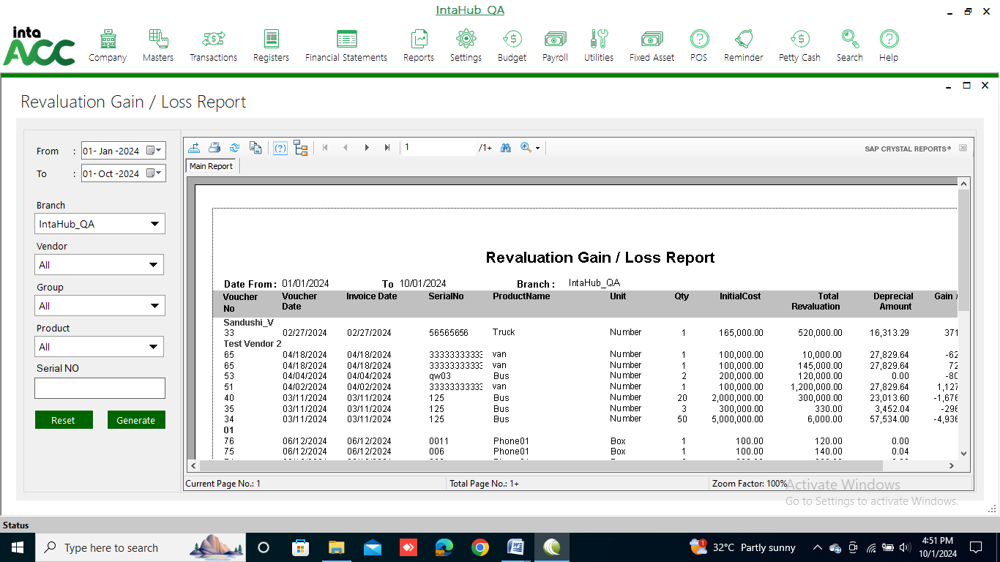 IntaHub_QA
inta
ACC
Company Masters Transactions Registers Financial Statements Reports Settings Budget Payroll Utilities Fixed Asset POS Reminder Petty Cash Search Help
Revaluation Gain / Loss Report
From : 01- Jan -2024
To : 01- Oct -2024
Branch
IntaHub_QA
Vendor
All
Group
All
Product
All
Serial NO
Reset Generate
1 /1+
SAP CRYSTAL REPORTS®
Main Report
Revaluation Gain / Loss Report
Date From : 01/01/2024 To 10/01/2024 Branch : IntaHub_QA
Voucher No Voucher Date Invoice Date SerialNo ProductName Unit Qty InitialCost Total Revaluation Deprecial Amount Gain /
Sandushi_V
33 02/27/2024 02/27/2024 56565656 Truck Number 1 165,000.00 520,000.00 16,313.29 371
Test Vendor 2
65 04/18/2024 04/18/2024 33333333333 van Number 1 100,000.00 10,000.00 27,829.64 -62
65 04/18/2024 04/18/2024 33333333333 van Number 1 100,000.00 145,000.00 27,829.64 72
53 04/04/2024 04/04/2024 qw03 Bus Number 2 200,000.00 120,000.00 0.00 -80
51 04/02/2024 04/02/2024 33333333333 van Number 1 100,000.00 1,200,000.00 27,829.64 1,127
40 03/11/2024 03/11/2024 125 Bus Number 20 2,000,000.00 300,000.00 23,013.60 -1,676
35 03/11/2024 03/11/2024 125 Bus Number 3 300,000.00 330.00 3,452.04 -296
34 03/11/2024 03/11/2024 125 Bus Number 50 5,000,000.00 6,000.00 57,534.00 -4,936
01
76 06/12/2024 06/12/2024 0011 Phone01 Box 1 100.00 120.00 0.00
75 06/12/2024 06/12/2024 006 Phone01 Box 1 100.00 140.00 0.04
Current Page No.: 1 Total Page No.: 1+ Zoom Factor: 100%
Activate Windows
Go to Settings to activate Windows.
Status
Type here to search
32°C Partly sunny
4:51 PM
10/1/2024